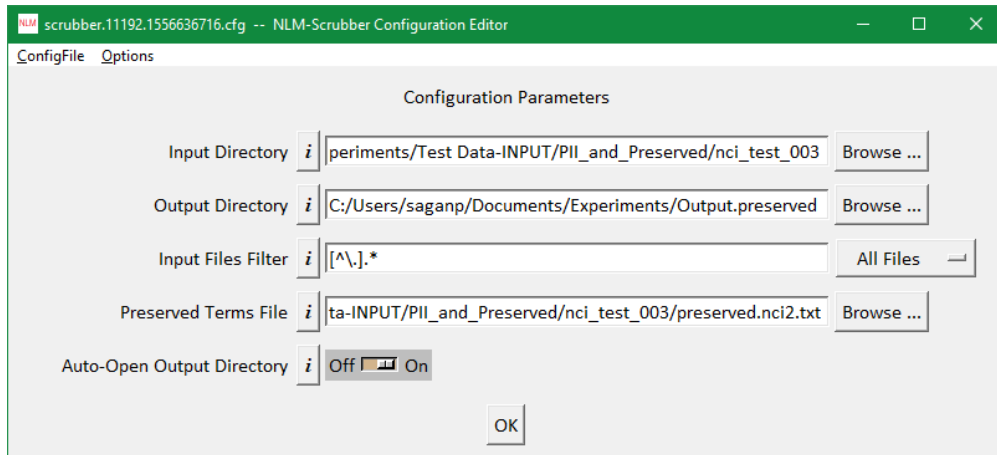 NLM scrubber.11192.1556636716.cfg -- NLM-Scrubber Configuration Editor
ConfigFile Options
Configuration Parameters
Input Directory i periments/Test Data-INPUT/PII_and_Preserved/nci_test_003 Browse ...
Output Directory i C:/Users/saganp/Documents/Experiments/Output.preserved Browse ...
Input Files Filter i [^\.].* All Files
Preserved Terms File i ta-INPUT/PII_and_Preserved/nci_test_003/preserved.nci2.txt Browse ...
Auto-Open Output Directory i Off On
OK